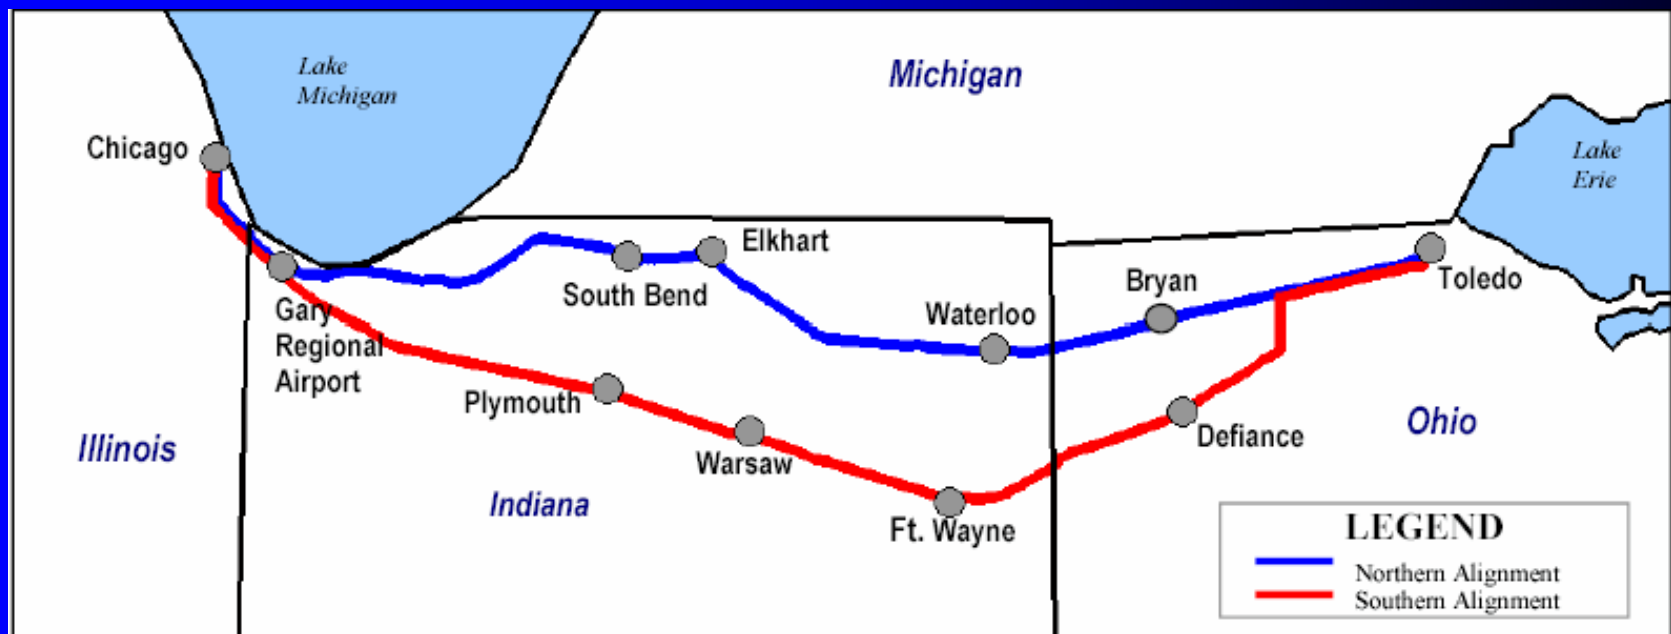 Lake
Michigan
Michigan
Chicago
Lake
Erie
Elkhart
South Bend
Bryan
Toledo
Waterloo
Gary
Regional
Airport
Plymouth
Warsaw
Defiance
Ohio
Illinois
Indiana
Ft. Wayne
LEGEND
Northern Alignment
Southern Alignment